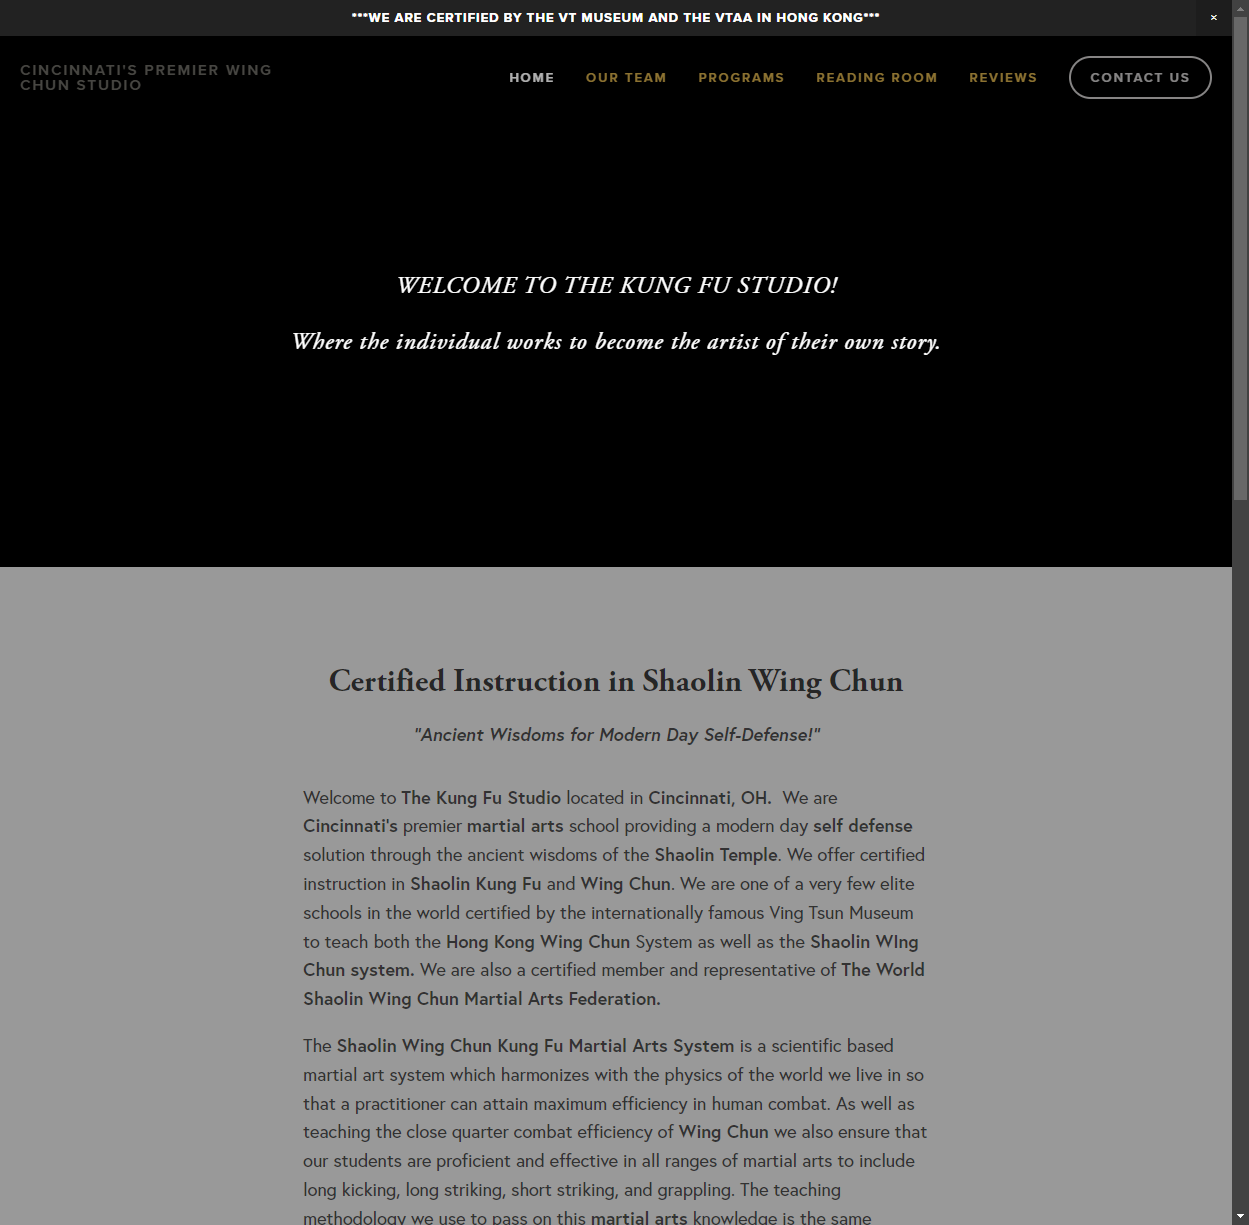 ***WE ARE CERTIFIED BY THE VT MUSEUM AND THE VTAA IN HONG KONG***
×
CINCINNATI'S PREMIER WING
CHUN STUDIO
HOME OUR TEAM PROGRAMS READING ROOM REVIEWS CONTACT US
WELCOME TO THE KUNG FU STUDIO!
Where the individual works to become the artist of their own story.
Certified Instruction in Shaolin Wing Chun
"Ancient Wisdoms for Modern Day Self-Defense!"
Welcome to The Kung Fu Studio located in Cincinnati, OH. We are
Cincinnati's premier martial arts school providing a modern day self defense
solution through the ancient wisdoms of the Shaolin Temple. We offer certified
instruction in Shaolin Kung Fu and Wing Chun. We are one of a very few elite
schools in the world certified by the internationally famous Ving Tsun Museum
to teach both the Hong Kong Wing Chun System as well as the Shaolin WIng
Chun system. We are also a certified member and representative of The World
Shaolin Wing Chun Martial Arts Federation.
The Shaolin Wing Chun Kung Fu Martial Arts System is a scientific based
martial art system which harmonizes with the physics of the world we live in so
that a practitioner can attain maximum efficiency in human combat. As well as
teaching the close quarter combat efficiency of Wing Chun we also ensure that
our students are proficient and effective in all ranges of martial arts to include
long kicking, long striking, short striking, and grappling. The teaching
methodology we use to pass on this martial arts knowledge is the same